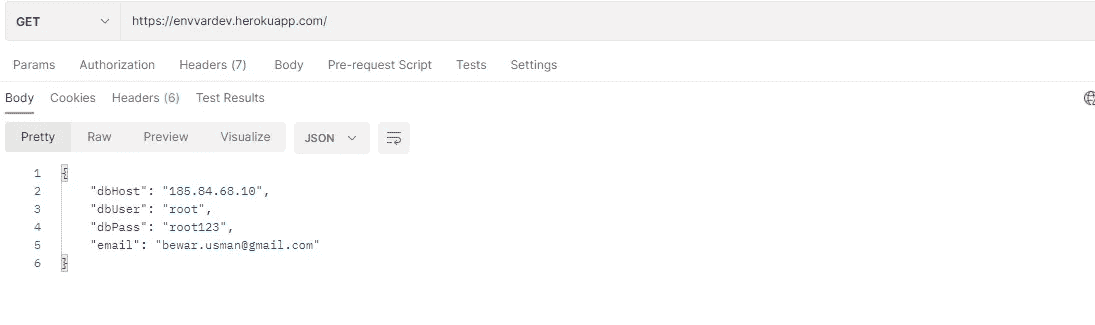 GET https://envvardev.herokuapp.com/
Params Authorization Headers (7) Body Pre-request Script Tests Settings
Body Cookies Headers (6) Test Results
Pretty Raw Preview Visualize JSON
1 {
2 "dbHost": "185.84.68.10",
3 "dbUser": "root",
4 "dbPass": "root123",
5 "email": "bewar.usman@gmail.com"
6 }